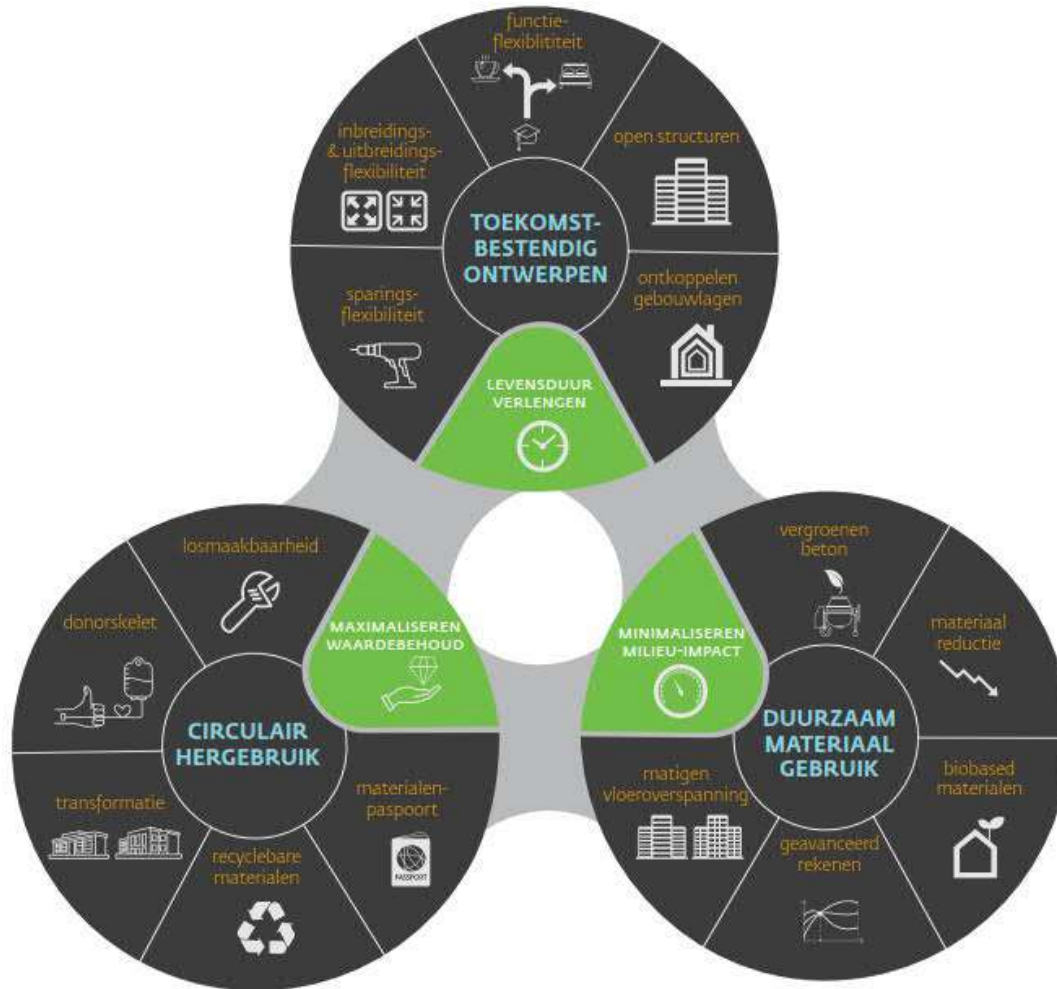 functie-
flexiblititeit
inbreidings-
& uitbreidings-
flexibiliteit
open structuren
TOEKOMST-
BESTENDIG
ONTWERPEN
sparings-
flexibiliteit
ontkoppelen
gebouwlagen
LEVENSDUUR
VERLENGEN
losmaakbaarheid
donorskelet
MAXIMALISEREN
WAARDEBEHOUD
CIRCULAIR
HERGEBRUIK
transformatie
recyclebare
materialen
materialen-
paspoort
PASSPORT
vergroenen
beton
materiaal
reductie
MINIMALISEREN
MILIEU-IMPACT
DUURZAAM
MATERIAAL
GEBRUIK
matigen
vloeroverspanning
geavanceerd
rekenen
biobased
materialen